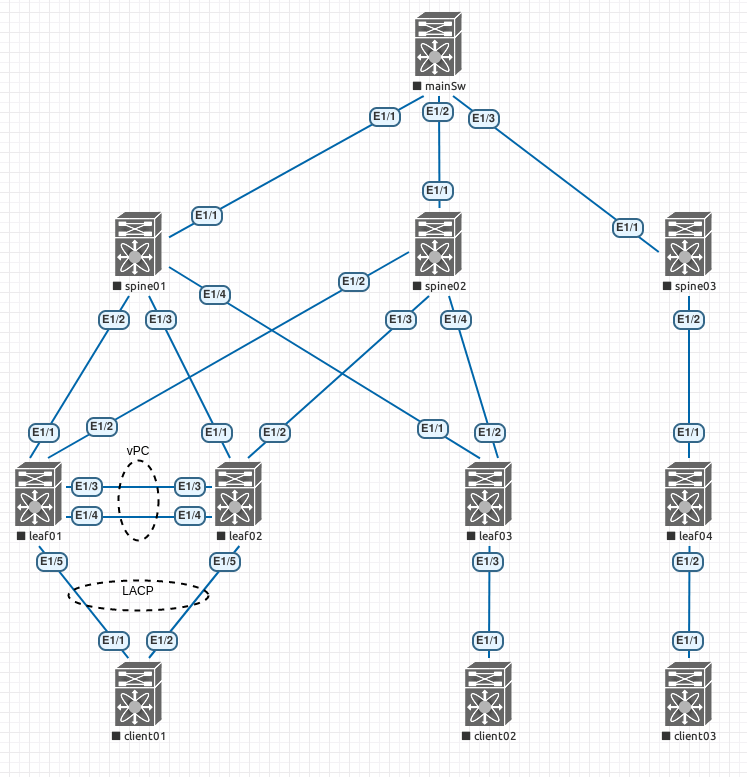 mainSw
E1/1
E1/2
E1/3
E1/1
E1/1
E1/1
spine01
spine02
spine03
E1/2
E1/3
E1/4
E1/2
E1/3
E1/4
E1/2
E1/1
E1/2
E1/1
E1/2
E1/1
E1/2
E1/1
vPC
E1/3
E1/3
E1/4
E1/4
leaf01
leaf02
leaf03
leaf04
E1/5
E1/5
E1/3
E1/2
LACP
E1/1
E1/2
E1/1
E1/1
client01
client02
client03